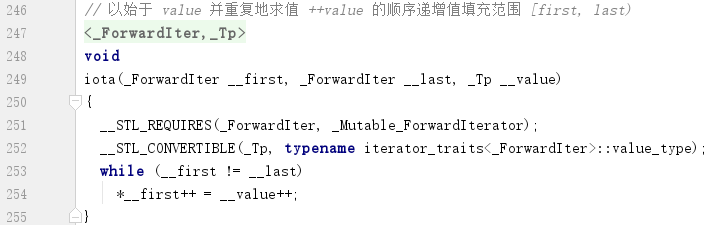 246 // 以始于 value 并重复地求值 ++value 的顺序递增值填充范围 [first, last)
247 <_ForwardIter,_Tp>
248 void
249 iota(_ForwardIter __first, _ForwardIter __last, _Tp __value)
250 {
251 __STL_REQUIRES(_ForwardIter, _Mutable_ForwardIterator);
252 __STL_CONVERTIBLE(_Tp, typename iterator_traits<_ForwardIter>::value_type);
253 while (__first != __last)
254 *__first++ = __value++;
255 }